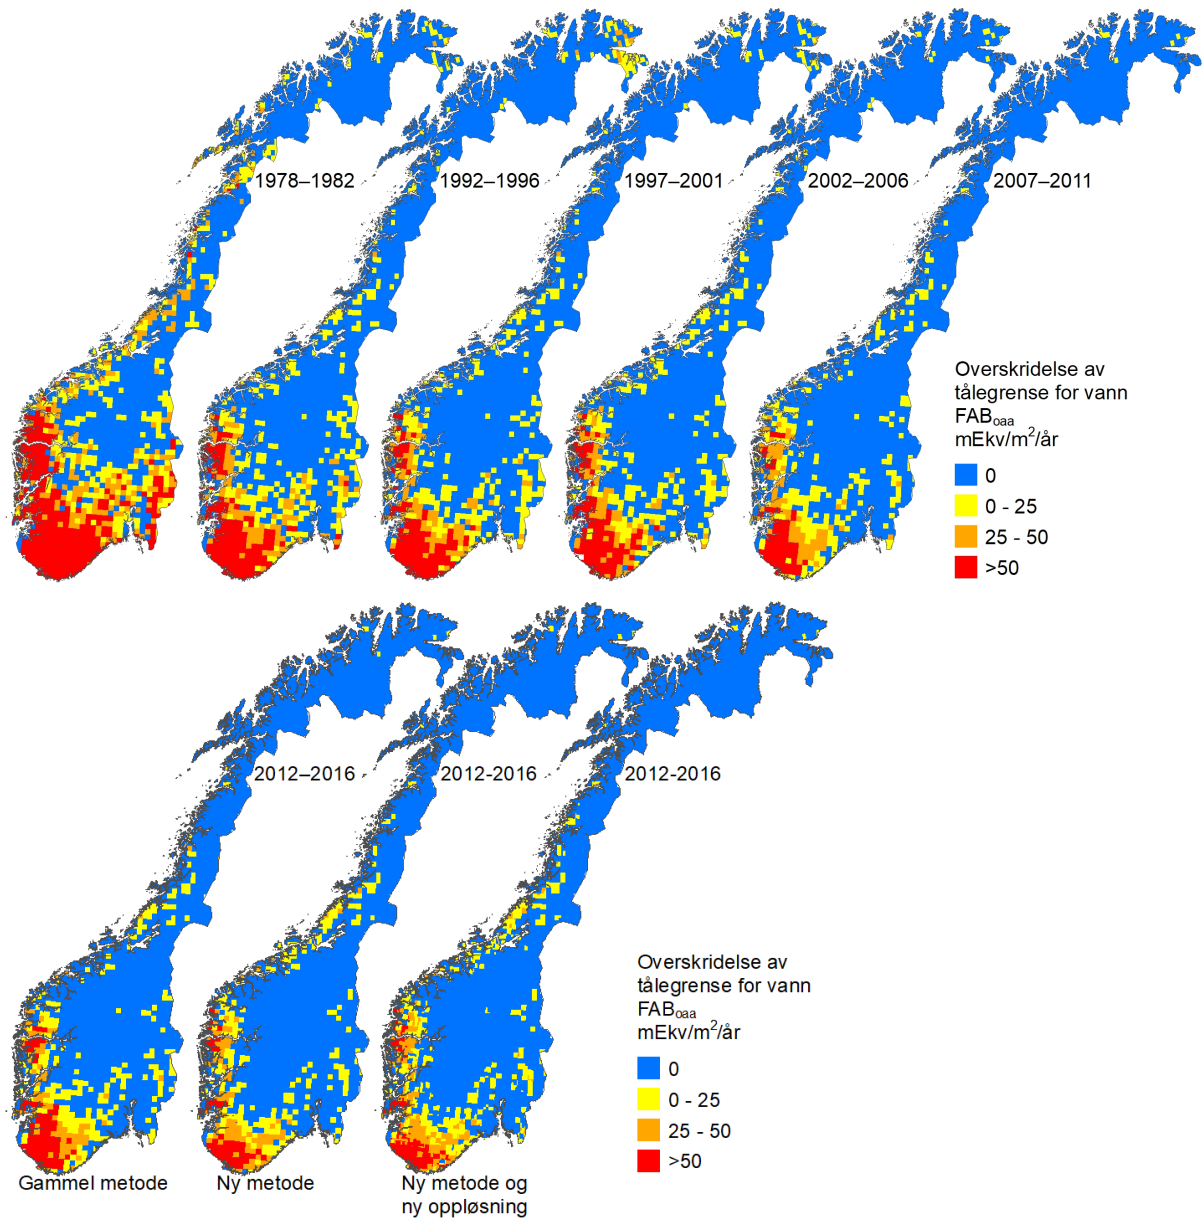 1978–1982
1992–1996
1997–2001
2002–2006
2007–2011
Overskridelse av
tålegrense for vann
FABoaa
mEkv/m²/år
0
0 - 25
25 - 50
>50
2012–2016
2012-2016
2012-2016
Overskridelse av
tålegrense for vann
FABoaa
mEkv/m²/år
0
0 - 25
25 - 50
>50
Gammel metode
Ny metode
Ny metode og
ny oppløsning